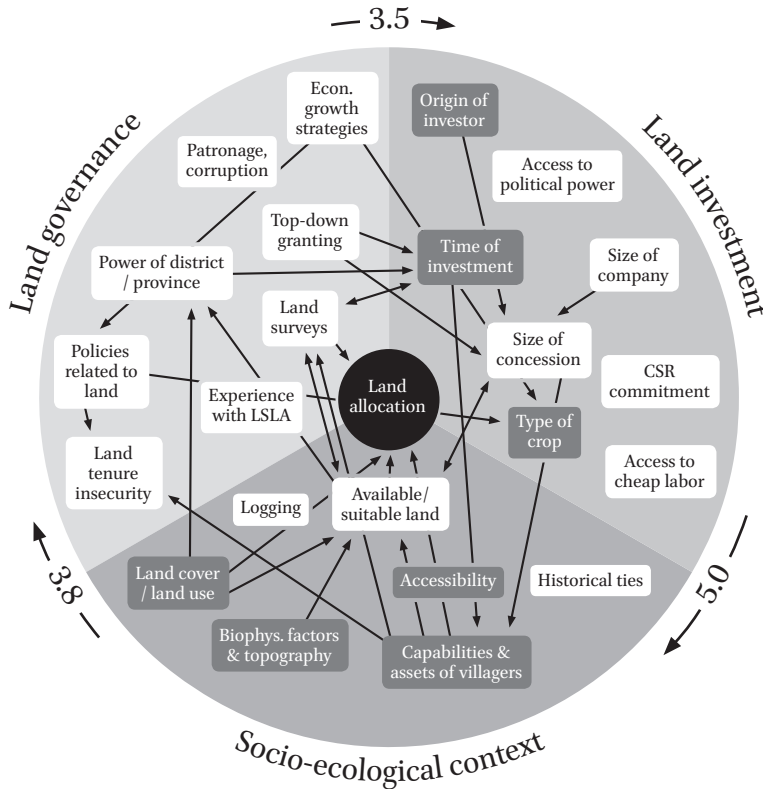 3.5
Land governance
Land investment
Econ.
growth
strategies
Origin of
investor
Patronage,
corruption
Access to
political power
Top-down
granting
Time of
investment
Size of
company
Power of district
/ province
Land
surveys
Size of
concession
Policies
related to
land
Land
allocation
CSR
commitment
Experience
with LSLA
Type of
crop
Land
tenure
insecurity
Access to
cheap labor
Logging
Available/
suitable land
Land cover
/ land use
Accessibility
Historical ties
3.8
5.0
Biophys. factors
& topography
Capabilities &
assets of villagers
Socio-ecological context